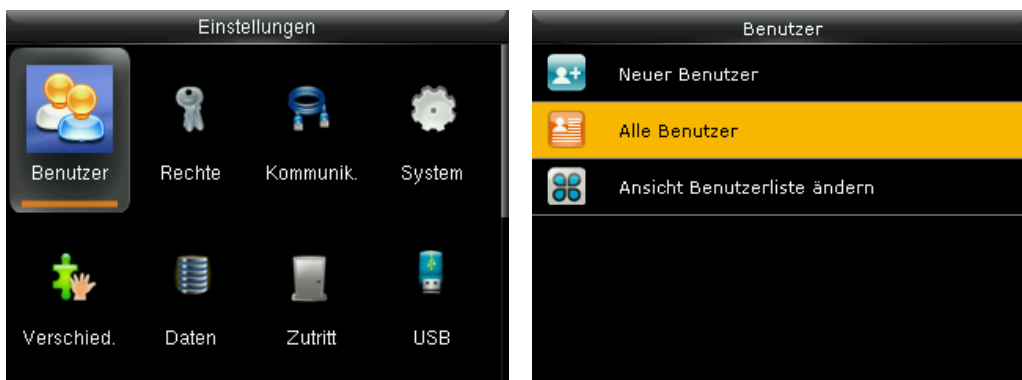 Einstellungen
Benutzer Rechte Kommunik. System
Verschied. Daten Zutritt USB
Benutzer
Neuer Benutzer
Alle Benutzer
Ansicht Benutzerliste ändern